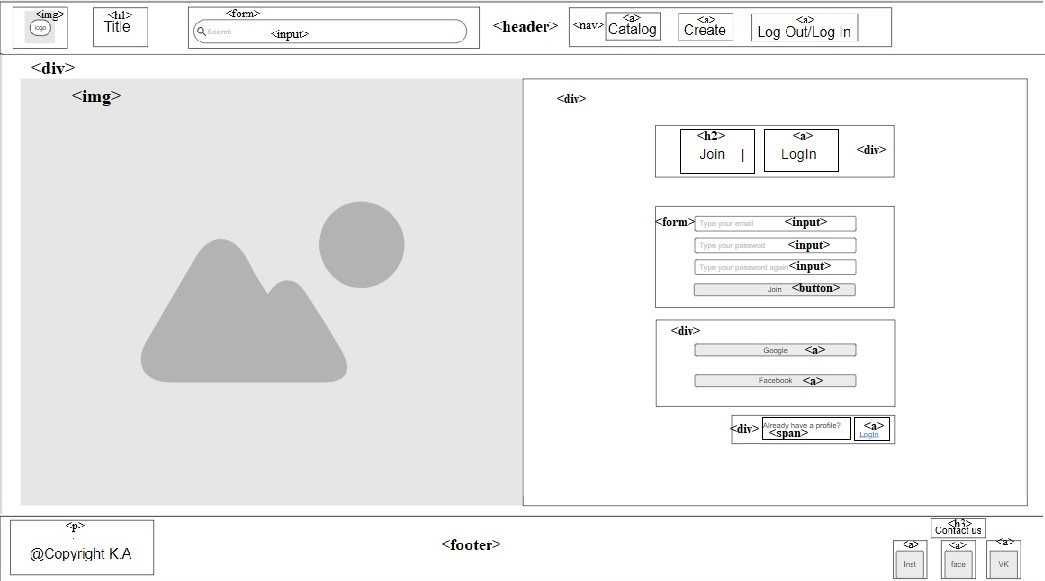 <img>
logo
<h1>
Title
<form>
Search
<input>
<header>
<nav>
<a>
Catalog
<a>
Create
<a>
Log Out/Log In
<div>
<img>
<div>
<h2>
Join |
<a>
LogIn
<div>
<form>
Type your email <input>
Type your passwod <input>
Type your password again <input>
Join <button>
<div>
Google <a>
Facebook <a>
<div>
Already have a profile?
<span>
<a>
LogIn
<p>
@Copyright K.A
<footer>
<h3>
Contact us
<a>
Inst
<a>
face
<a>
VK